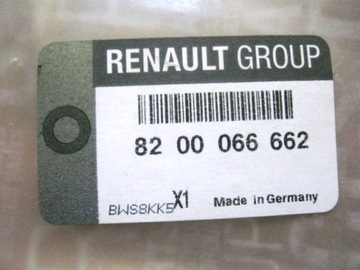 RENAULT GROUP
82 00 066 662
BWS8KK5 X1 Made in Germany